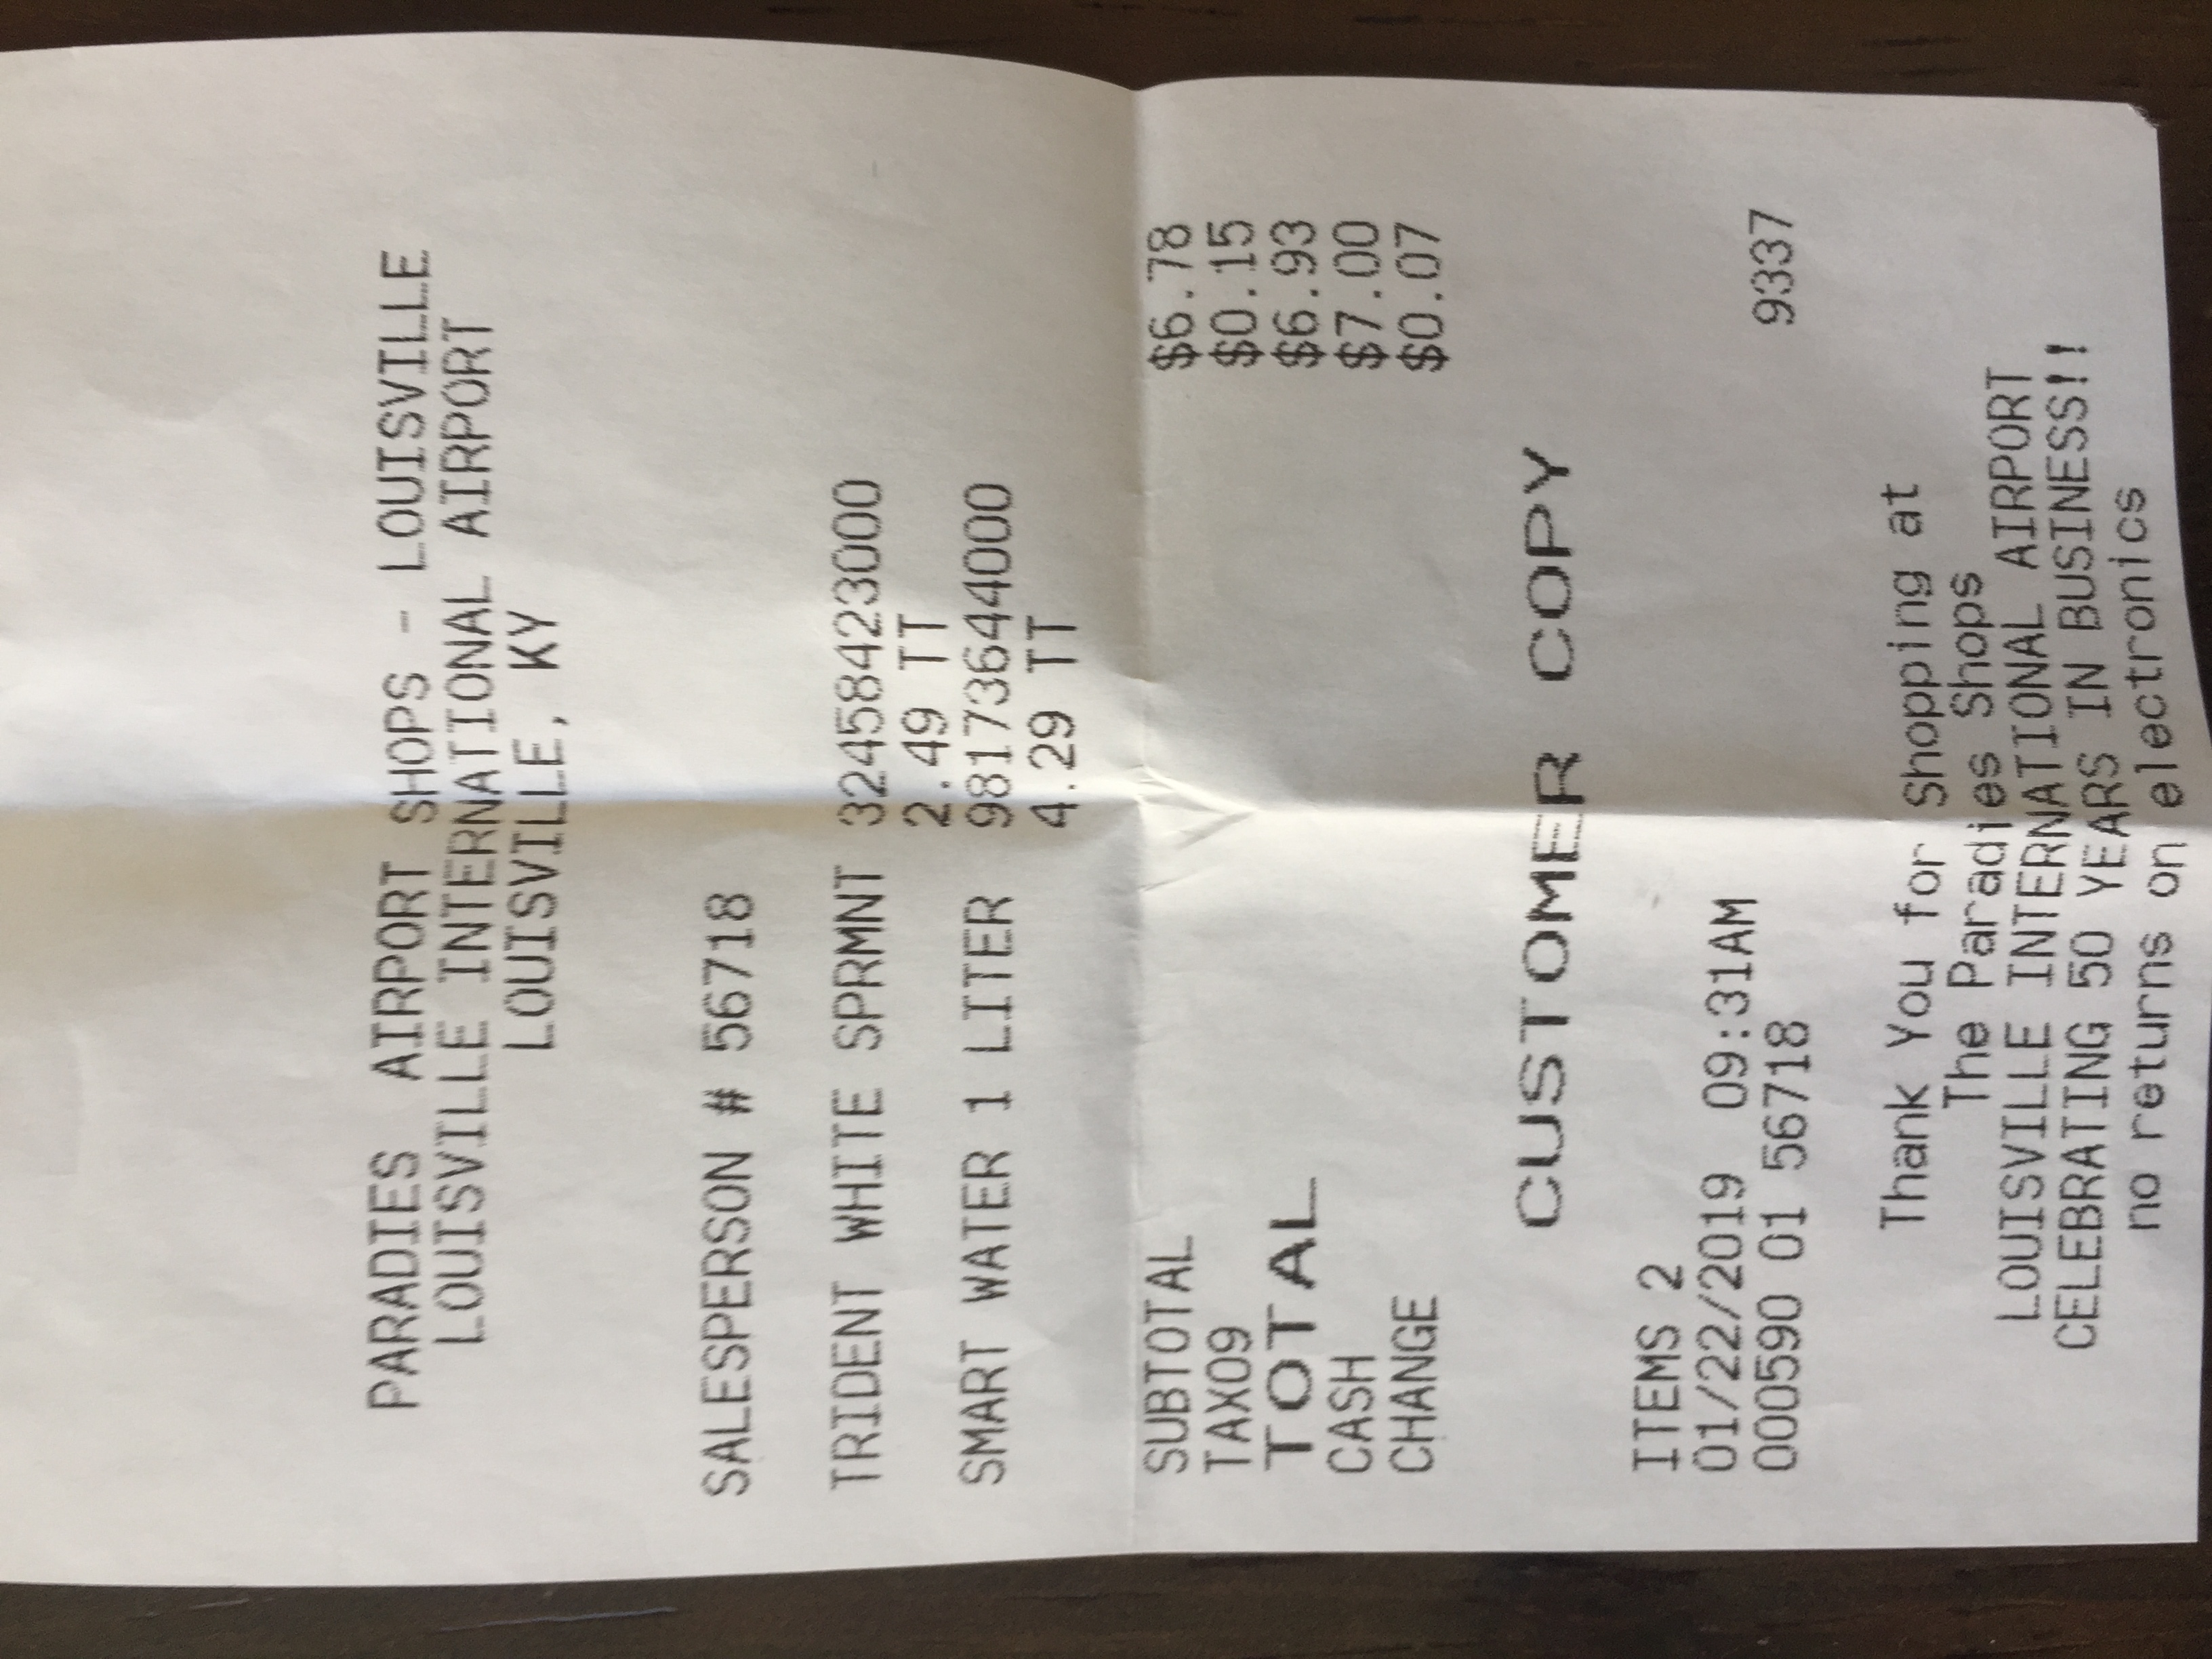 PARADIES AIRPORT SHOPS - LOUISVILLE
LOUISVILLE INTERNATIONAL AIRPORT
LOUISVILLE, KY
SALESPERSON # 56718
TRIDENT WHITE SPRMNT 32458423000
2.49 TT
SMART WATER 1 LITER 98173644000
4.29 TT
SUBTOTAL $6.78
TAX09 $0.15
TOTAL $6.93
CASH $7.00
CHANGE $0.07
CUSTOMER COPY
ITEMS 2
01/22/2019 09:31AM
000590 01 56718 9337
Thank You for Shopping at
The Paradies Shops
LOUISVILLE INTERNATIONAL AIRPORT
CELEBRATING 50 YEARS IN BUSINESS!!
no returns on electronics